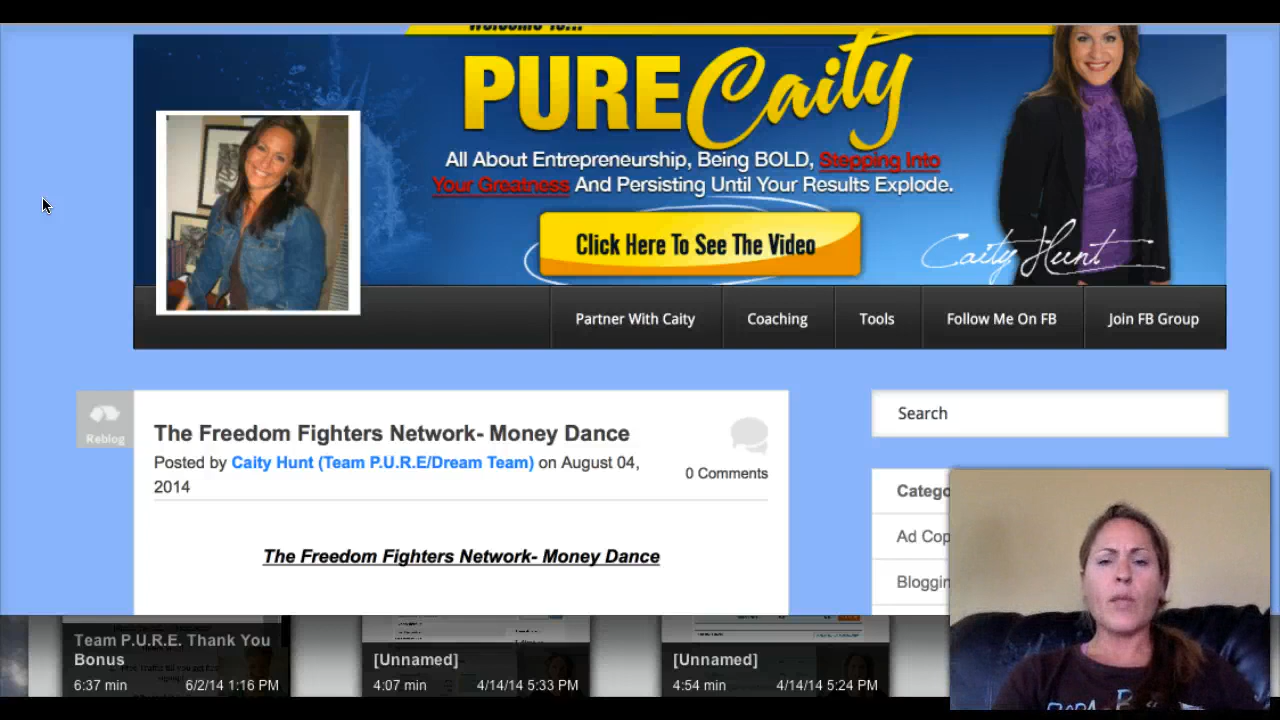 Welcome To...
PURE Caity
All About Entrepreneurship, Being BOLD, Stepping Into
Your Greatness And Persisting Until Your Results Explode.
Click Here To See The Video
Caity Hunt
Partner With Caity
Coaching
Tools
Follow Me On FB
Join FB Group
Reblog
The Freedom Fighters Network- Money Dance
Posted by Caity Hunt (Team P.U.R.E/Dream Team) on August 04,
2014
0 Comments
Search
Catego
Ad Cop
Bloggin
The Freedom Fighters Network- Money Dance
Team P.U.R.E. Thank You
Bonus
6:37 min 6/2/14 1:16 PM
[Unnamed]
4:07 min 4/14/14 5:33 PM
[Unnamed]
4:54 min 4/14/14 5:24 PM